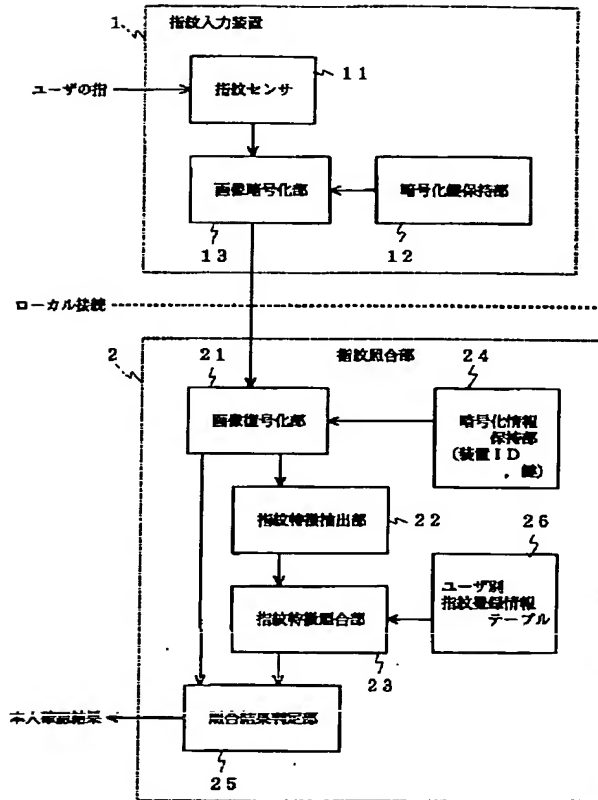 1
指紋入力装置
ユーザの指
指紋センサ
11
画像暗号化部
暗号化鍵保持部
13
12
ローカル接続
2
21
指紋照合部
24
画像復号化部
暗号化情報
保持部
(装置ID
,鍵)
指紋特徴抽出部
22
26
指紋特徴照合部
ユーザ別
指紋登録情報
テーブル
23
本人確認結果
照合結果判定部
25